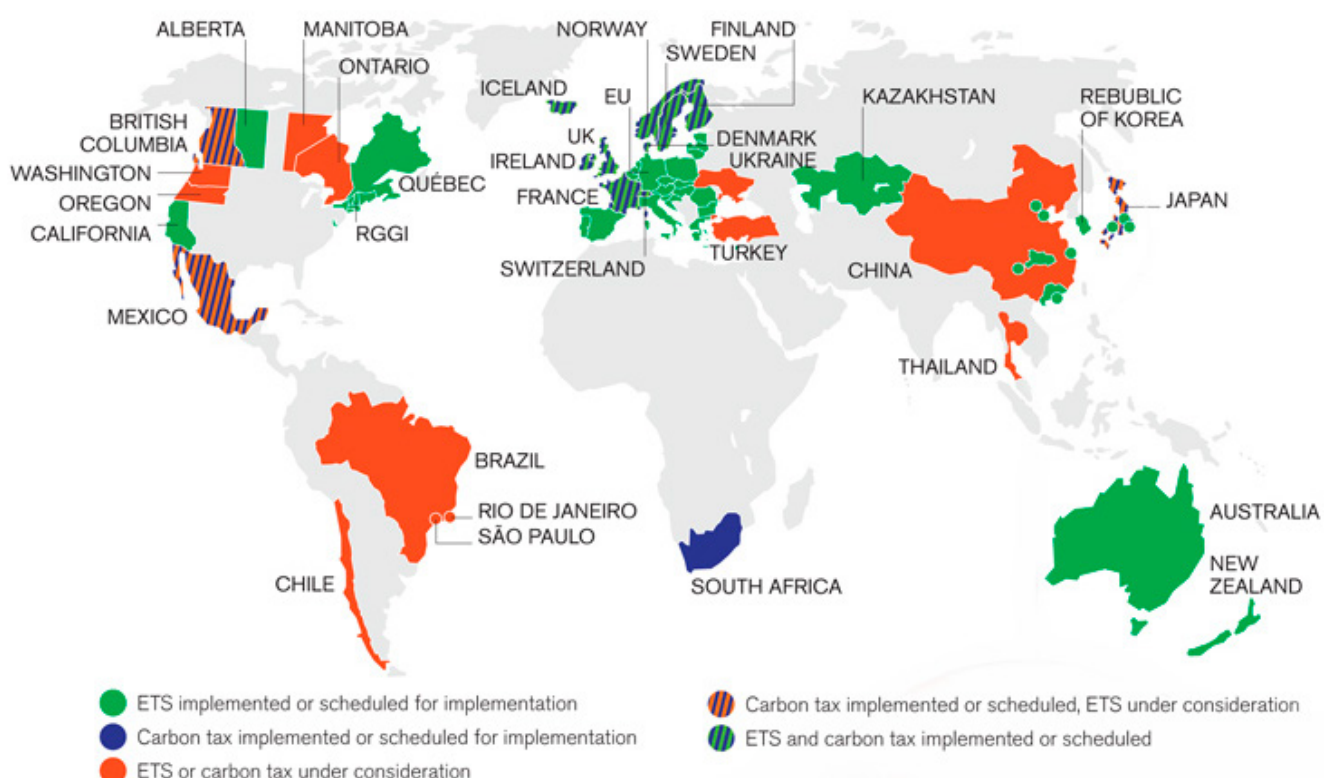 ALBERTA
MANITOBA
ONTARIO
BRITISH
COLUMBIA
WASHINGTON
OREGON
CALIFORNIA
QUÉBEC
RGGI
MEXICO
NORWAY
FINLAND
SWEDEN
ICELAND
EU
UK
IRELAND
DENMARK
UKRAINE
FRANCE
SWITZERLAND
TURKEY
KAZAKHSTAN
REBUBLIC
OF KOREA
JAPAN
CHINA
THAILAND
BRAZIL
RIO DE JANEIRO
SÃO PAULO
CHILE
SOUTH AFRICA
AUSTRALIA
NEW
ZEALAND
ETS implemented or scheduled for implementation
Carbon tax implemented or scheduled for implementation
ETS or carbon tax under consideration
Carbon tax implemented or scheduled, ETS under consideration
ETS and carbon tax implemented or scheduled